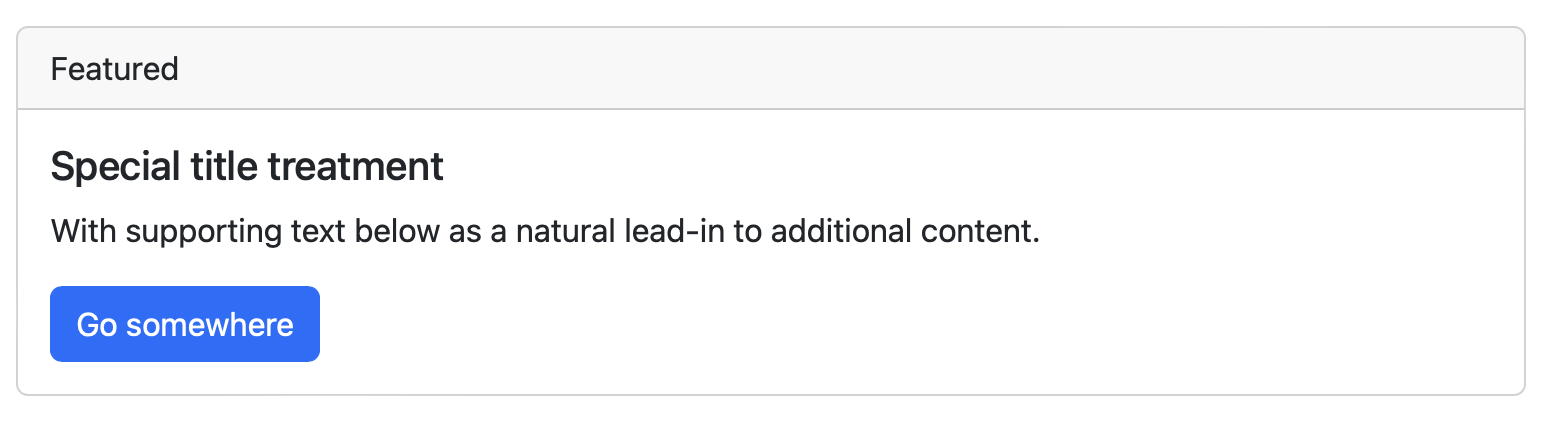 Featured
Special title treatment
With supporting text below as a natural lead-in to additional content.
Go somewhere